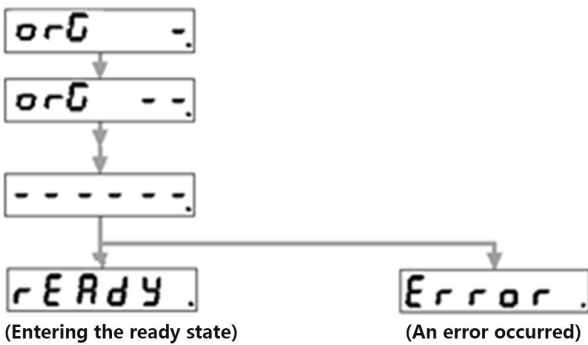 orG -.
orG --.
------.
rEAdY.
Error.
(Entering the ready state)
(An error occurred)